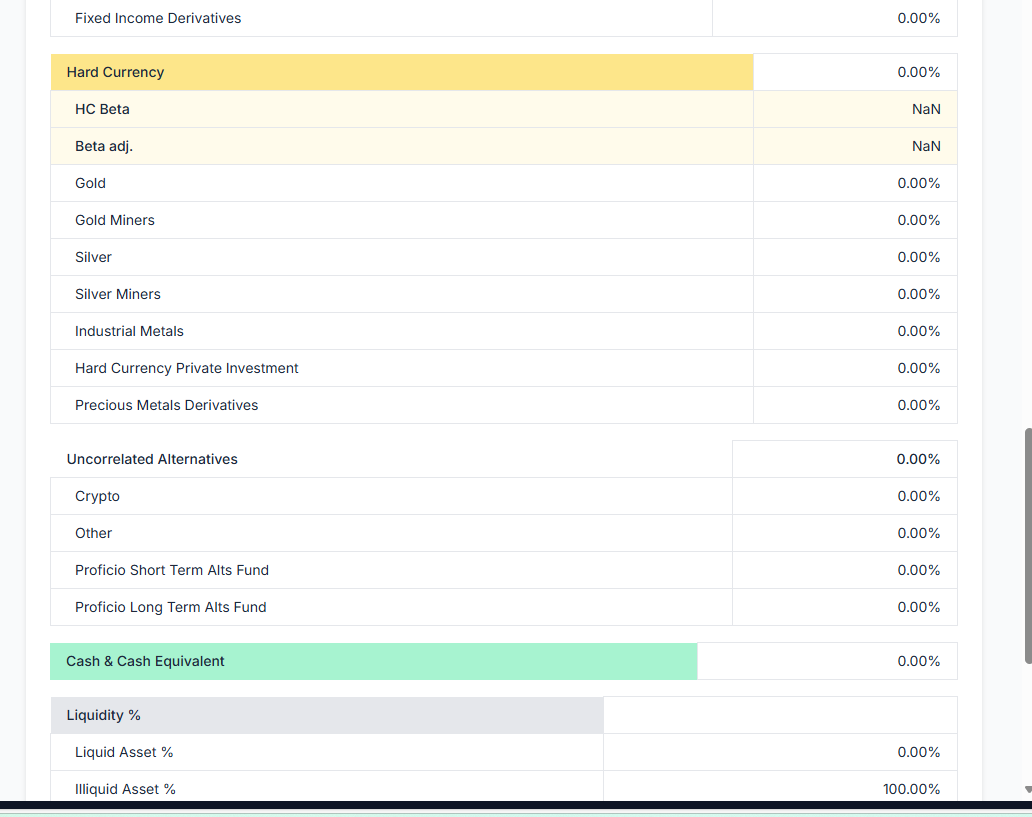 Fixed Income Derivatives 0.00%
Hard Currency 0.00%
HC Beta NaN
Beta adj. NaN
Gold 0.00%
Gold Miners 0.00%
Silver 0.00%
Silver Miners 0.00%
Industrial Metals 0.00%
Hard Currency Private Investment 0.00%
Precious Metals Derivatives 0.00%
Uncorrelated Alternatives 0.00%
Crypto 0.00%
Other 0.00%
Proficio Short Term Alts Fund 0.00%
Proficio Long Term Alts Fund 0.00%
Cash & Cash Equivalent 0.00%
Liquidity %
Liquid Asset % 0.00%
Illiquid Asset % 100.00%